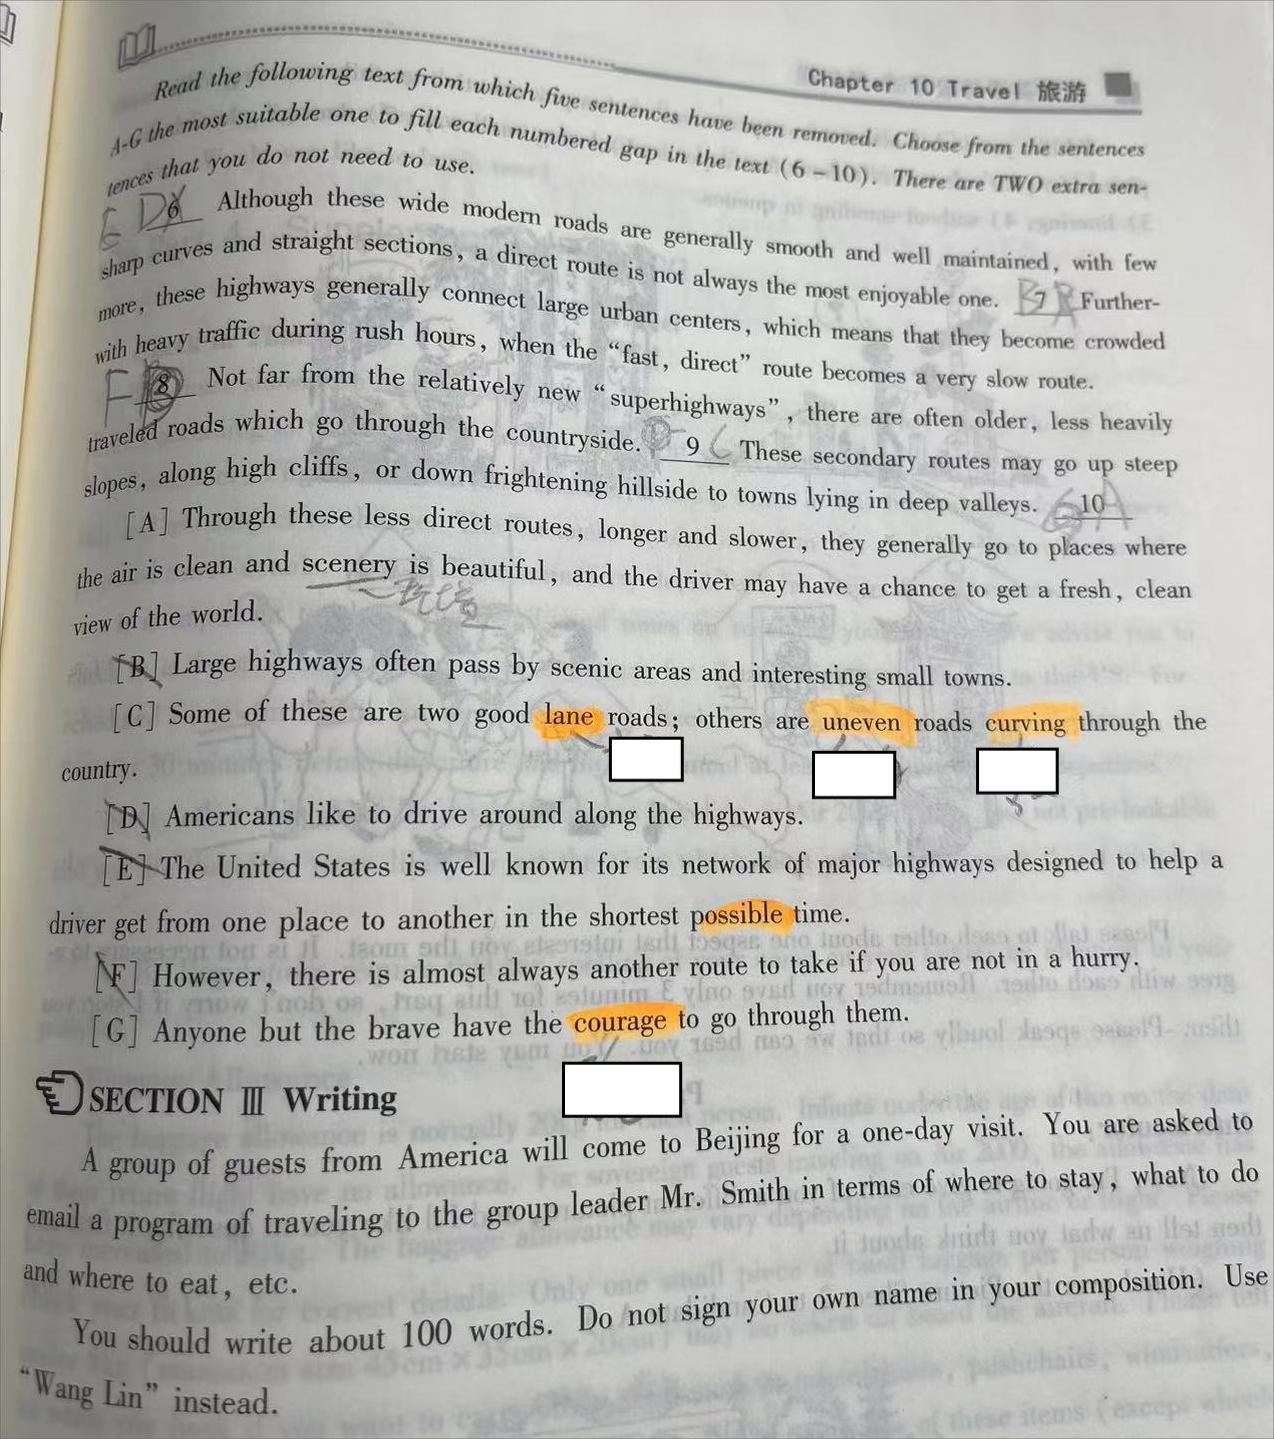 Chapter 10 Travel 旅游
Read the following text from which five sentences have been removed. Choose from the sentences
A-G the most suitable one to fill each numbered gap in the text (6-10). There are TWO extra sen-
tences that you do not need to use.
E D 6 Although these wide modern roads are generally smooth and well maintained, with few
sharp curves and straight sections, a direct route is not always the most enjoyable one. B 7 Further-
more, these highways generally connect large urban centers, which means that they become crowded
with heavy traffic during rush hours, when the “fast, direct” route becomes a very slow route.
F 8 Not far from the relatively new “superhighways”, there are often older, less heavily
traveled roads which go through the countryside. 9 C These secondary routes may go up steep
slopes, along high cliffs, or down frightening hillside to towns lying in deep valleys. G 10 A
[A] Through these less direct routes, longer and slower, they generally go to places where
the air is clean and scenery is beautiful, and the driver may have a chance to get a fresh, clean
view of the world.
[B] Large highways often pass by scenic areas and interesting small towns.
[C] Some of these are two good lane roads; others are uneven roads curving through the
country.
[D] Americans like to drive around along the highways.
[E] The United States is well known for its network of major highways designed to help a
driver get from one place to another in the shortest possible time.
[F] However, there is almost always another route to take if you are not in a hurry.
[G] Anyone but the brave have the courage to go through them.
SECTION Ⅲ Writing
A group of guests from America will come to Beijing for a one-day visit. You are asked to
email a program of traveling to the group leader Mr. Smith in terms of where to stay, what to do
and where to eat, etc.
You should write about 100 words. Do not sign your own name in your composition. Use
“Wang Lin” instead.